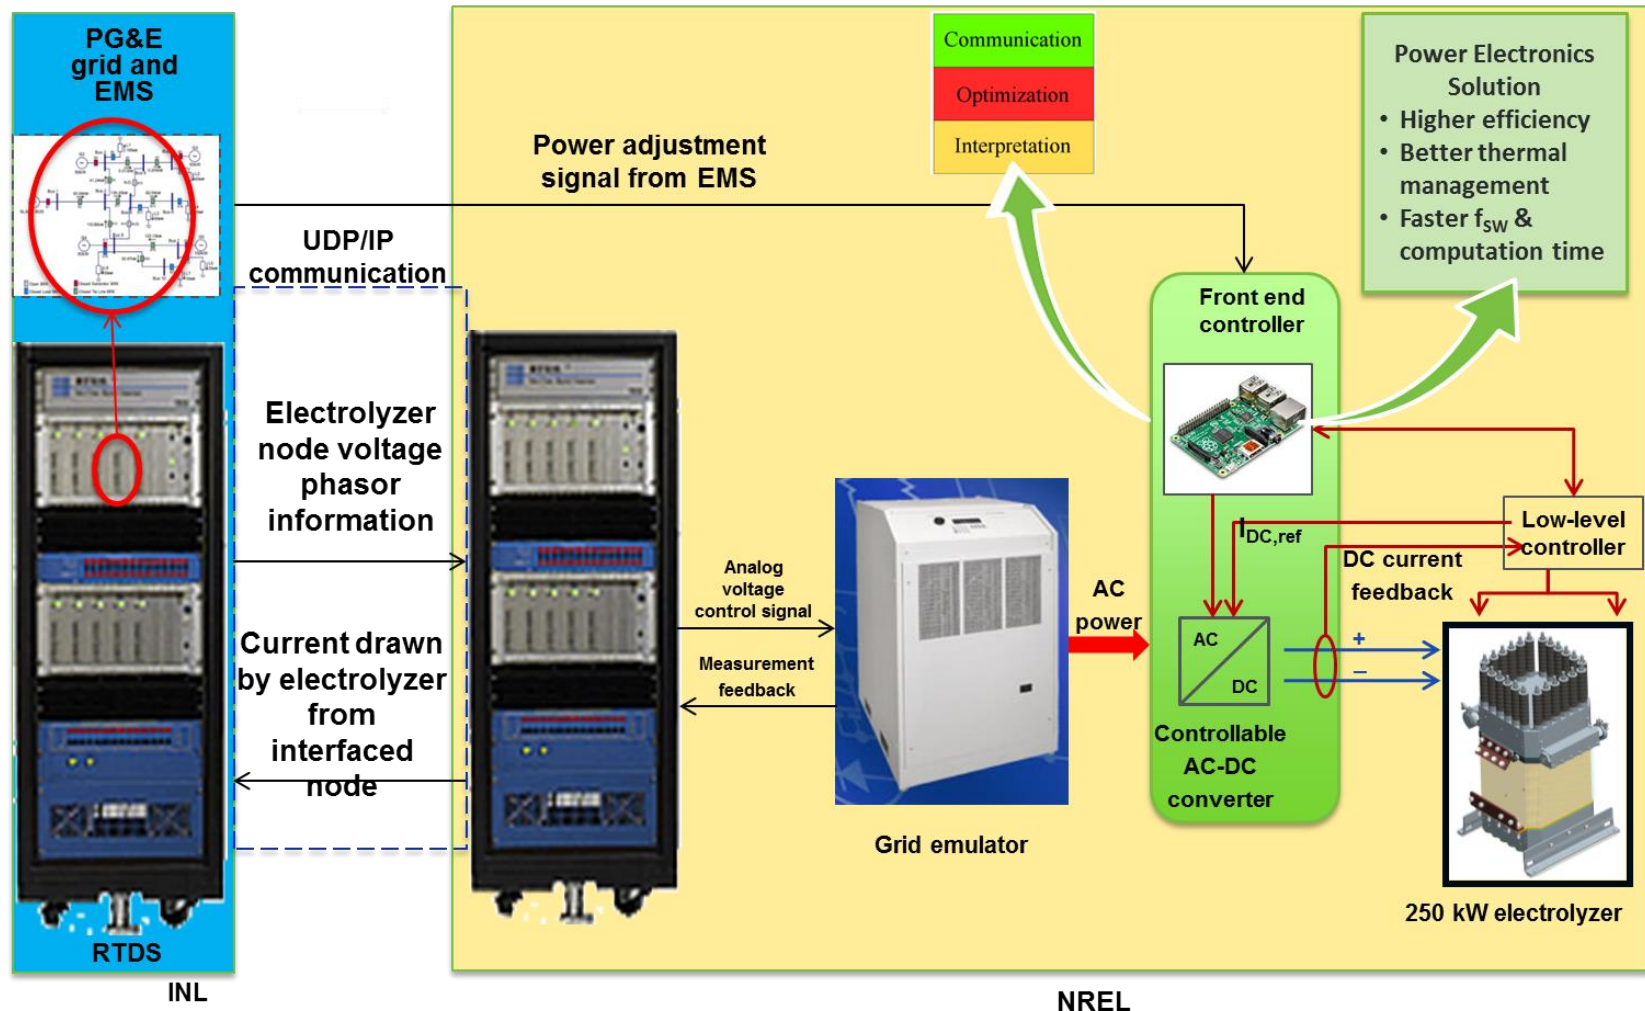 PG&E
grid and
EMS
Communication
Optimization
Interpretation
Power Electronics
Solution
• Higher efficiency
• Better thermal
management
• Faster fSW &
computation time
Power adjustment
signal from EMS
UDP/IP
communication
Front end
controller
Electrolyzer
node voltage
phasor
information
Low-level
controller
IDC,ref
DC current
feedback
Analog
voltage
control signal
AC
power
Current drawn
by electrolyzer
from
interfaced
node
Measurement
feedback
AC
DC
+
–
Controllable
AC-DC
converter
Grid emulator
250 kW electrolyzer
RTDS
INL
NREL